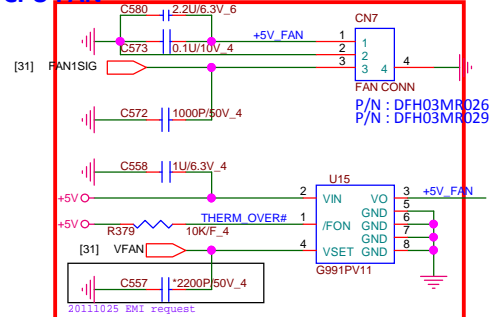 C580 2.2U/6.3V_6
CN7
+5V_FAN 1 1
C573 0.1U/10V_4 2 2
[31] FAN1SIG 3 3 4 4
FAN CONN
P/N : DFH03MR026
P/N : DFH03MR029
C572 1000P/50V_4
C558 1U/6.3V_4
U15
+5V 2 VIN VO 3 +5V_FAN
GND 5
+5V THERM_OVER# 1 /FON GND 6
R379 10K/F_4 GND 7
[31] VFAN 4 VSET GND 8
G991PV11
C557 *2200P/50V_4
20111025 EMI request